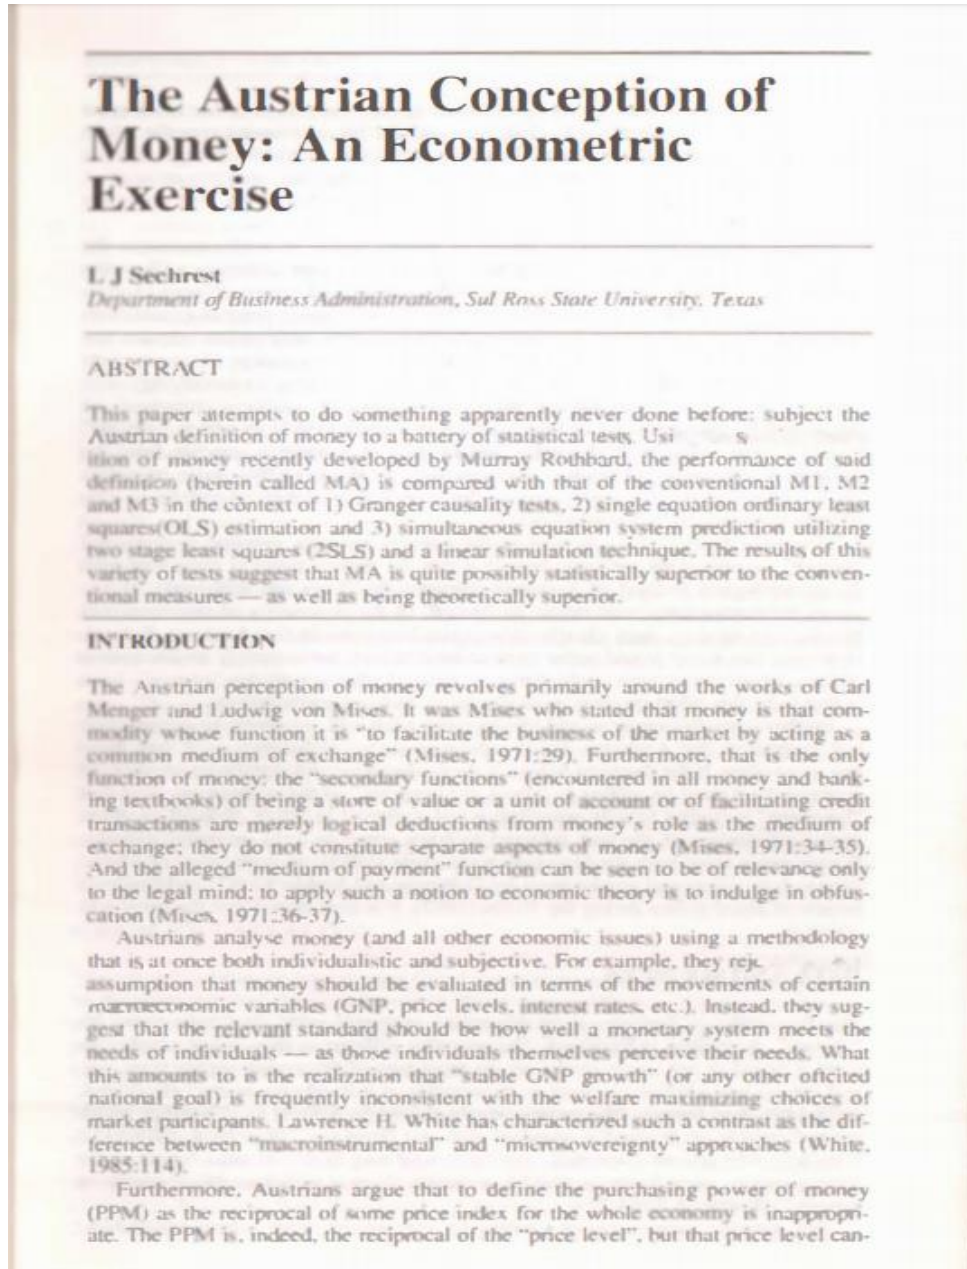 The Austrian Conception of
Money: An Econometric
Exercise
L J Sechrest
Department of Business Administration, Sul Ross State University, Texas
ABSTRACT
This paper attempts to do something apparently never done before: subject the
Austrian definition of money to a battery of statistical tests. Usi s
ition of money recently developed by Murray Rothbard, the performance of said
definition (herein called MA) is compared with that of the conventional M1, M2
and M3 in the context of 1) Granger causality tests, 2) single equation ordinary least
squares(OLS) estimation and 3) simultaneous equation system prediction utilizing
two stage least squares (2SLS) and a linear simulation technique. The results of this
variety of tests suggest that MA is quite possibly statistically superior to the conven-
tional measures — as well as being theoretically superior.
INTRODUCTION
The Austrian perception of money revolves primarily around the works of Carl
Menger and Ludwig von Mises. It was Mises who stated that money is that com-
modity whose function it is "to facilitate the business of the market by acting as a
common medium of exchange" (Mises, 1971:29). Furthermore, that is the only
function of money: the "secondary functions" (encountered in all money and bank-
ing textbooks) of being a store of value or a unit of account or of facilitating credit
transactions are merely logical deductions from money's role as the medium of
exchange; they do not constitute separate aspects of money (Mises, 1971:34-35).
And the alleged "medium of payment" function can be seen to be of relevance only
to the legal mind; to apply such a notion to economic theory is to indulge in obfus-
cation (Mises, 1971:36-37).
Austrians analyse money (and all other economic issues) using a methodology
that is at once both individualistic and subjective. For example, they rejc
assumption that money should be evaluated in terms of the movements of certain
macroeconomic variables (GNP, price levels, interest rates, etc.). Instead, they sug-
gest that the relevant standard should be how well a monetary system meets the
needs of individuals — as those individuals themselves perceive their needs. What
this amounts to is the realization that "stable GNP growth" (or any other oftcited
national goal) is frequently inconsistent with the welfare maximizing choices of
market participants. Lawrence H. White has characterized such a contrast as the dif-
ference between "macroinstrumental" and "microsovereignty" approaches (White,
1985:114).
Furthermore, Austrians argue that to define the purchasing power of money
(PPM) as the reciprocal of some price index for the whole economy is inappropri-
ate. The PPM is, indeed, the reciprocal of the "price level", but that price level can-